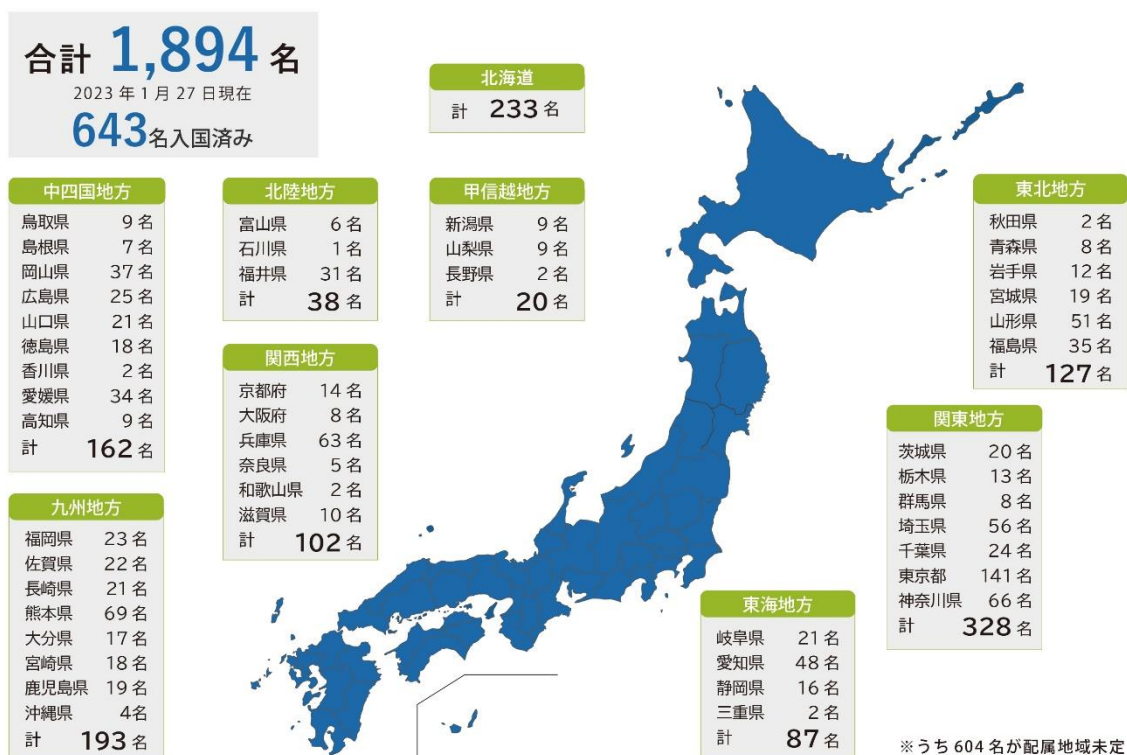 合計 1,894 名
2023 年 1 月 27 日現在
643名入国済み
北海道
計 233 名
中四国地方
鳥取県 9 名
島根県 7 名
岡山県 37 名
広島県 25 名
山口県 21 名
徳島県 18 名
香川県 2 名
愛媛県 34 名
高知県 9 名
計 162 名
北陸地方
富山県 6 名
石川県 1 名
福井県 31 名
計 38 名
甲信越地方
新潟県 9 名
山梨県 9 名
長野県 2 名
計 20 名
東北地方
秋田県 2 名
青森県 8 名
岩手県 12 名
宮城県 19 名
山形県 51 名
福島県 35 名
計 127 名
関西地方
京都府 14 名
大阪府 8 名
兵庫県 63 名
奈良県 5 名
和歌山県 2 名
滋賀県 10 名
計 102 名
関東地方
茨城県 20 名
栃木県 13 名
群馬県 8 名
埼玉県 56 名
千葉県 24 名
東京都 141 名
神奈川県 66 名
計 328 名
九州地方
福岡県 23 名
佐賀県 22 名
長崎県 21 名
熊本県 69 名
大分県 17 名
宮崎県 18 名
鹿児島県 19 名
沖縄県 4名
計 193 名
東海地方
岐阜県 21 名
愛知県 48 名
静岡県 16 名
三重県 2 名
計 87 名
※うち 604 名が配属地域未定